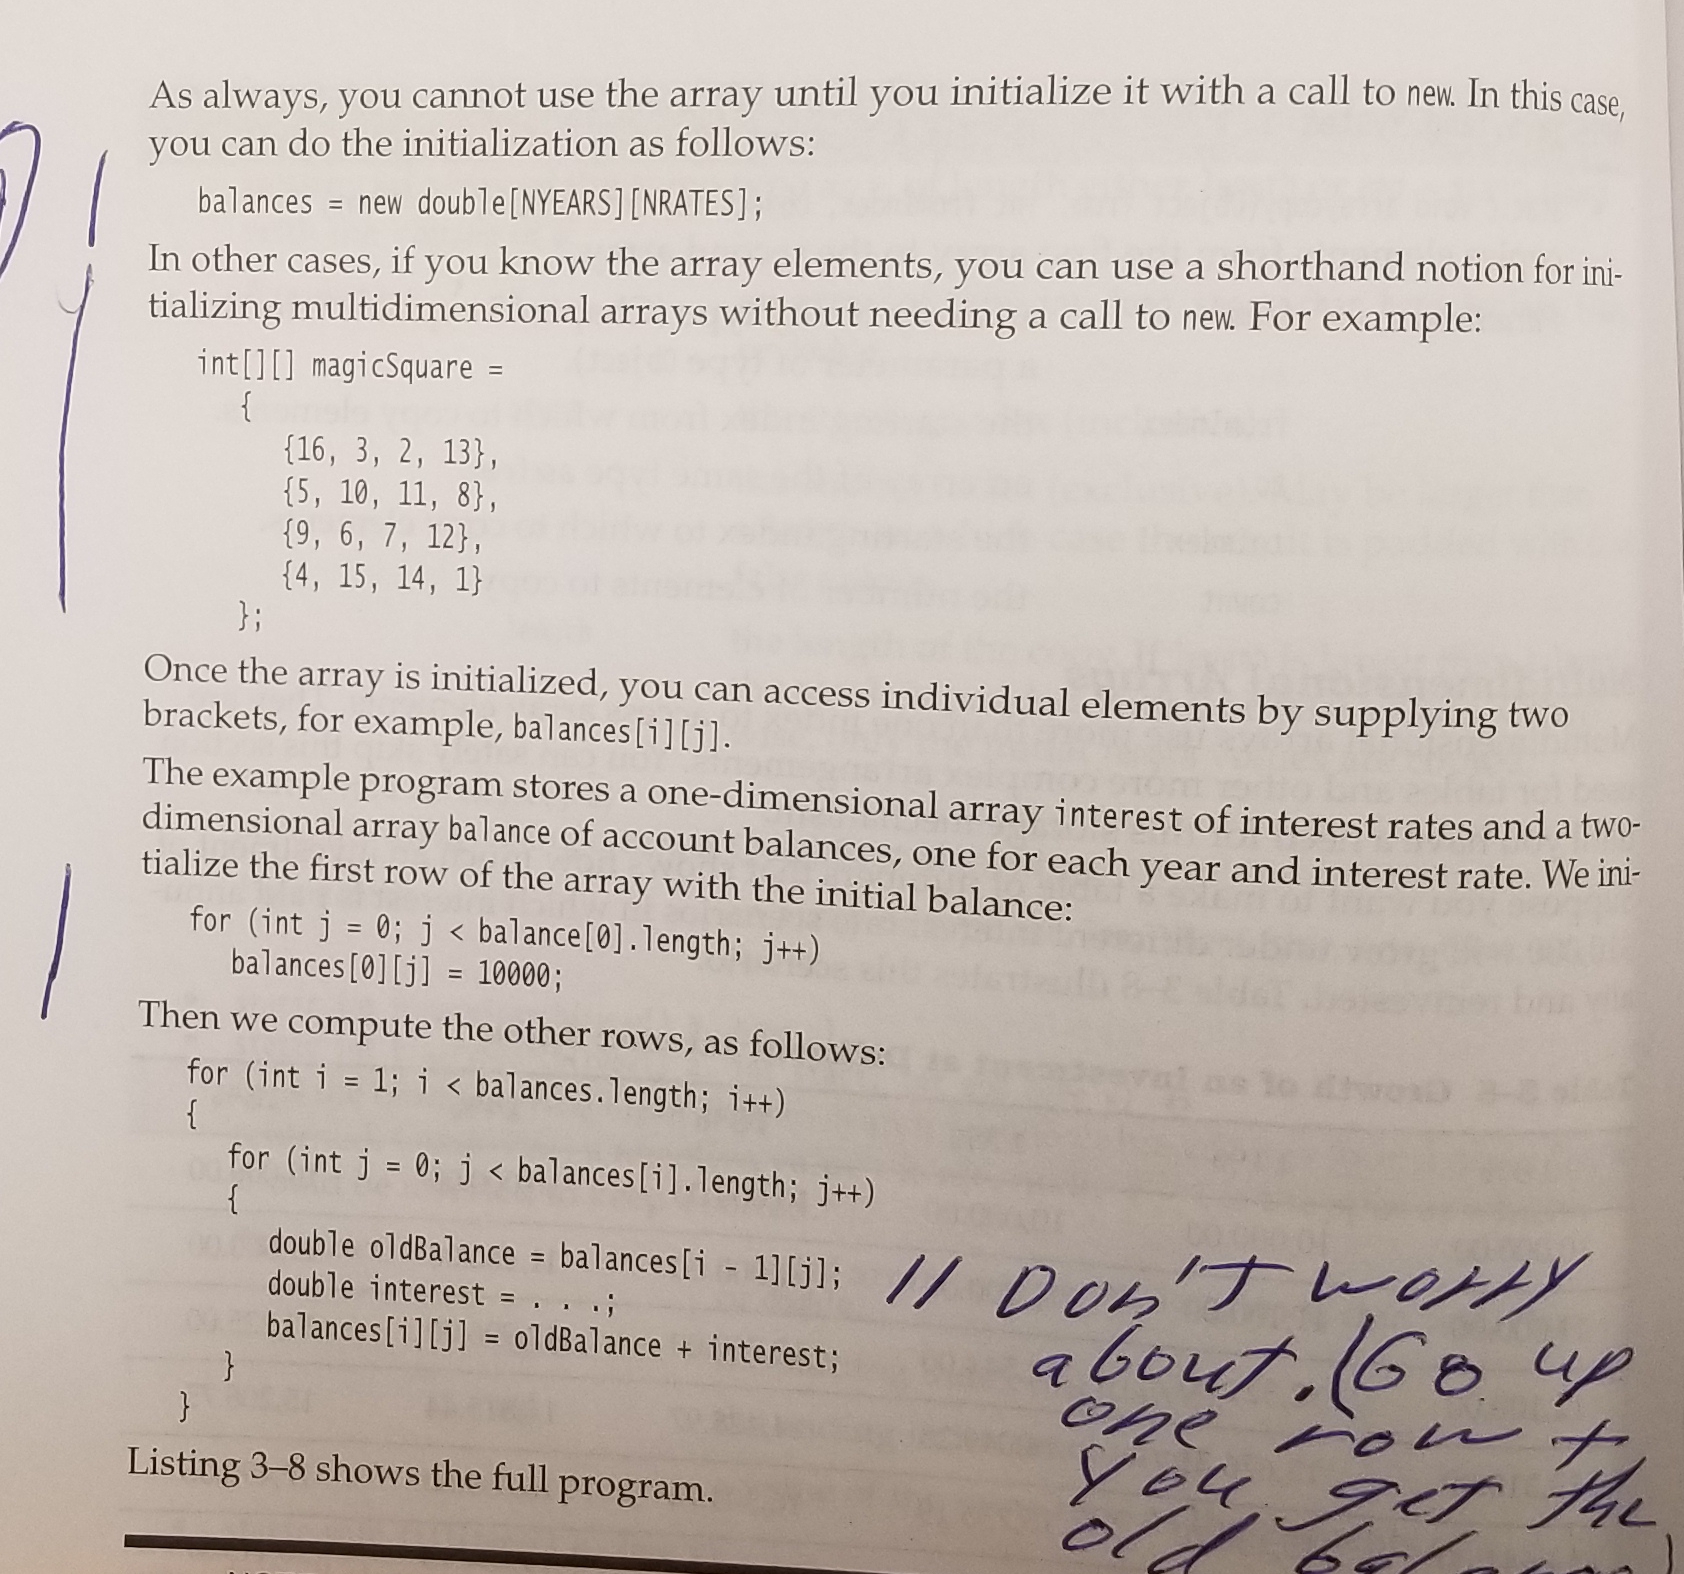 As always, you cannot use the array until you initialize it with a call to new. In this case,
you can do the initialization as follows:
balances = new double[NYEARS][NRATES];
In other cases, if you know the array elements, you can use a shorthand notion for ini-
tializing multidimensional arrays without needing a call to new. For example:
int[][] magicSquare =
{
{16, 3, 2, 13},
{5, 10, 11, 8},
{9, 6, 7, 12},
{4, 15, 14, 1}
};
Once the array is initialized, you can access individual elements by supplying two
brackets, for example, balances[i][j].
The example program stores a one-dimensional array interest of interest rates and a two-
dimensional array balance of account balances, one for each year and interest rate. We ini-
tialize the first row of the array with the initial balance:
for (int j = 0; j < balance[0].length; j++)
balances[0][j] = 10000;
Then we compute the other rows, as follows:
for (int i = 1; i < balances.length; i++)
{
for (int j = 0; j < balances[i].length; j++)
{
double oldBalance = balances[i - 1][j];
double interest = . . .;
balances[i][j] = oldBalance + interest;
}
}
// Don't worry
about. (Go up
one row +
you get the
old
Listing 3–8 shows the full program.